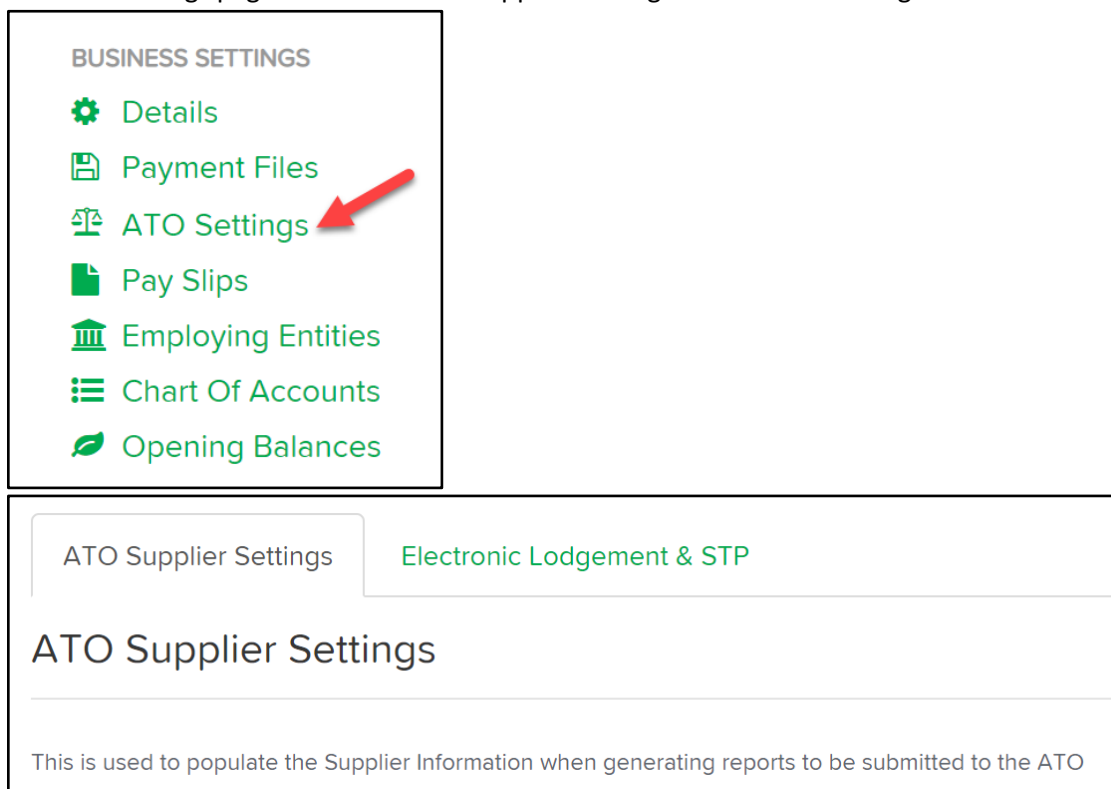 BUSINESS SETTINGS
Details
Payment Files
ATO Settings
Pay Slips
Employing Entities
Chart Of Accounts
Opening Balances
ATO Supplier Settings
Electronic Lodgement & STP
ATO Supplier Settings
This is used to populate the Supplier Information when generating reports to be submitted to the ATO